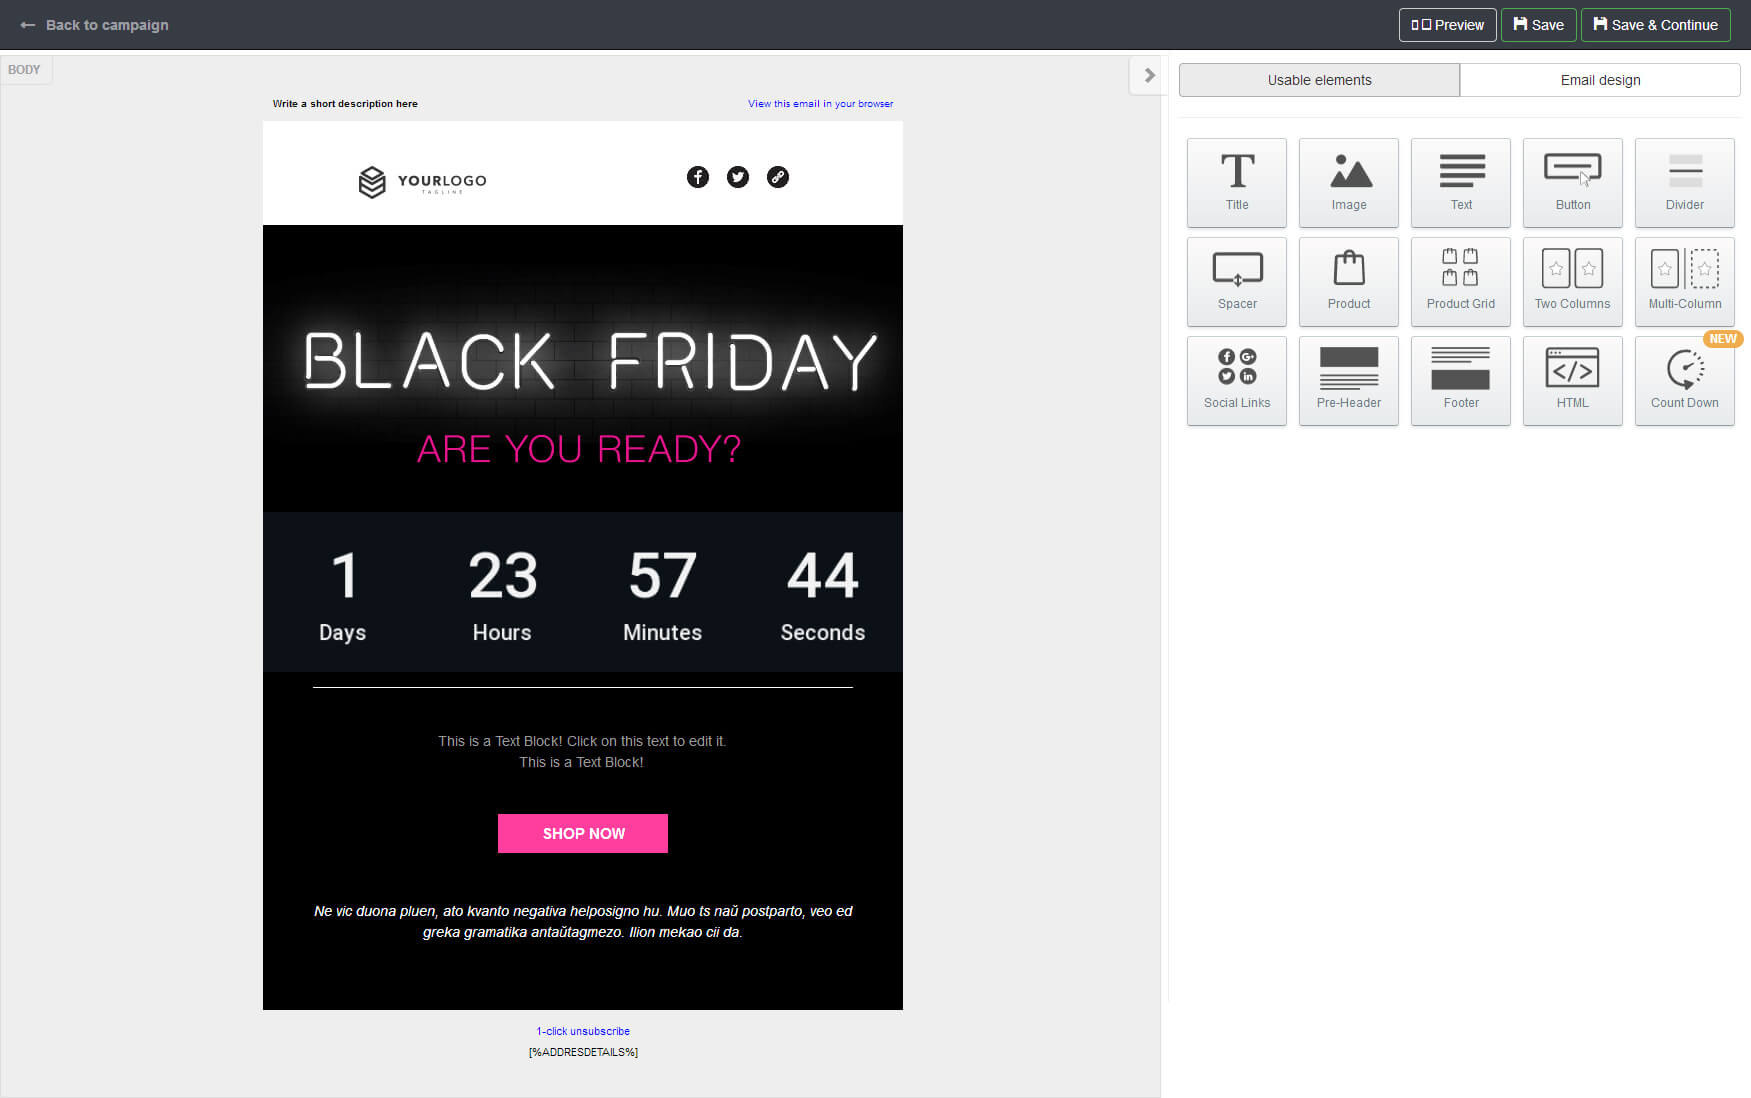 Back to campaign
Preview
Save
Save & Continue
BODY
Usable elements
Email design
Write a short description here
View this email in your browser
YOURLOGO
TAGLINE
BLACK FRIDAY
ARE YOU READY?
1 23 57 44
Days Hours Minutes Seconds
This is a Text Block! Click on this text to edit it.
This is a Text Block!
SHOP NOW
Ne vic duona pluen, ato kvanto negativa helposigno hu. Muo ts naŭ postparto, veo ed
greka gramatika antaŭtagmezo. Ilion mekao cii da.
1-click unsubscribe
[%ADDRESDETAILS%]
Title Image Text Button Divider
Spacer Product Product Grid Two Columns Multi-Column
NEW
Social Links Pre-Header Footer HTML Count Down